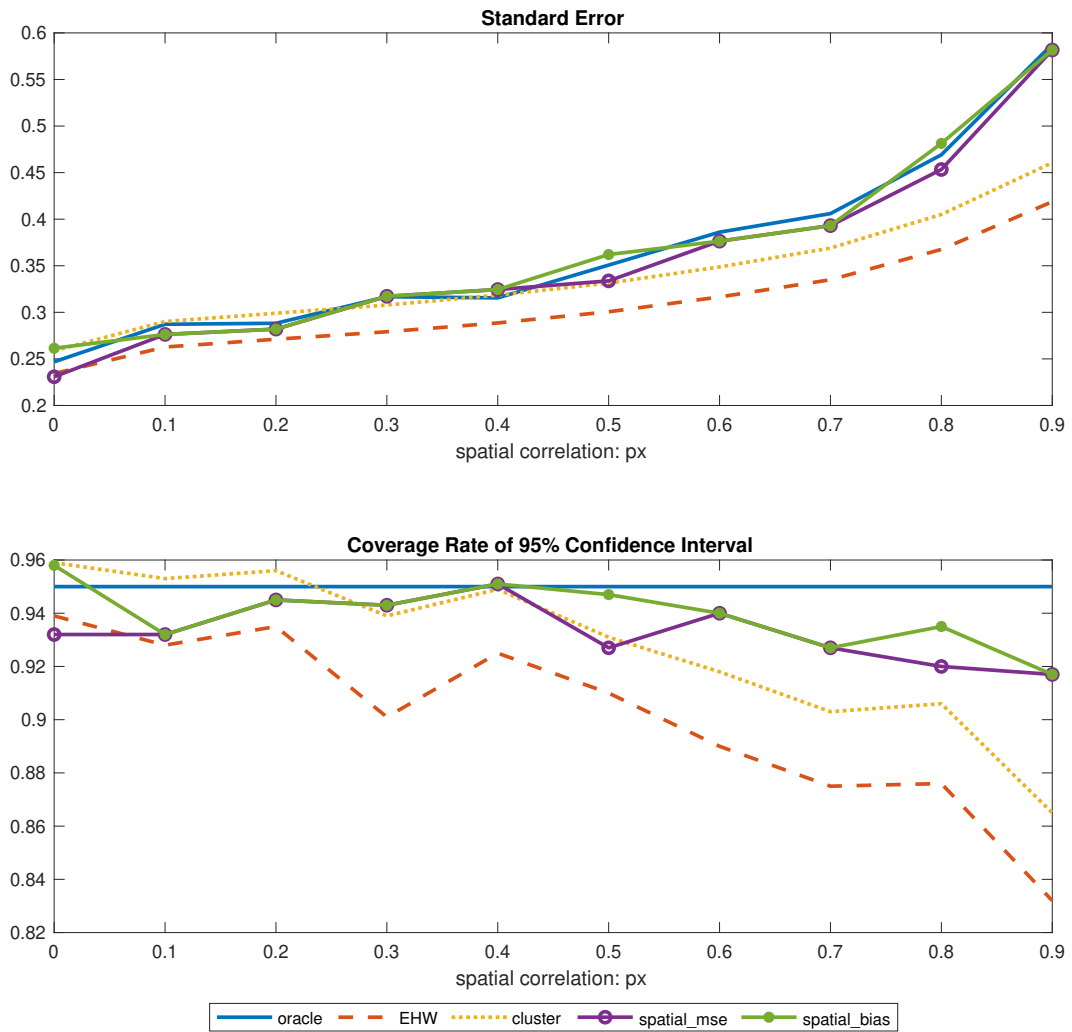 Standard Error
0.6
0.55
0.5
0.45
0.4
0.35
0.3
0.25
0.2
0 0.1 0.2 0.3 0.4 0.5 0.6 0.7 0.8 0.9
spatial correlation: px
Coverage Rate of 95% Confidence Interval
0.96
0.94
0.92
0.9
0.88
0.86
0.84
0.82
0 0.1 0.2 0.3 0.4 0.5 0.6 0.7 0.8 0.9
spatial correlation: px
oracle EHW cluster spatial_mse spatial_bias